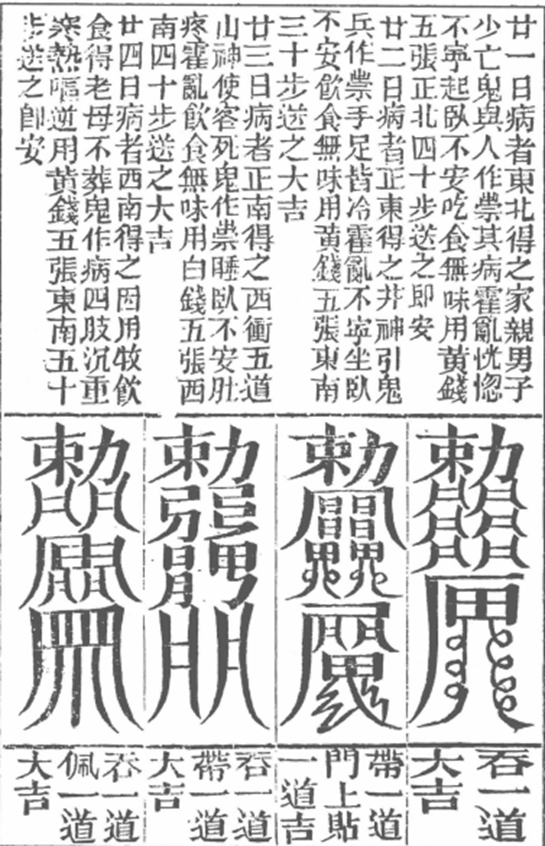 廿一日病者東北得之家親男子
少亡鬼與人作祟其病霍亂恍惚
不寧起臥不安吃食無味用黄錢
五張正北四十步送之即安
廿二日病者正東得之井神引鬼
兵作祟手足皆冷霍亂不寧坐臥
不安飲食無味用黄錢五張東南
三十步送之大吉
廿三日病者正南得之西衝五道
山神使客死鬼作祟睡臥不安肚
疼霍亂飲食無味用白錢五張西
南四十步送之大吉
廿四日病者西南得之因用牧飲
食得老母不葬鬼作病四肢沉重
寒熱嘔逆用黄錢五張東南五十
步送之即安
勅
勅
勅
勅
吞一道
大吉
帶一道
門上貼
一道吉
吞一道
帶一道
大吉
吞一道
佩一道
大吉